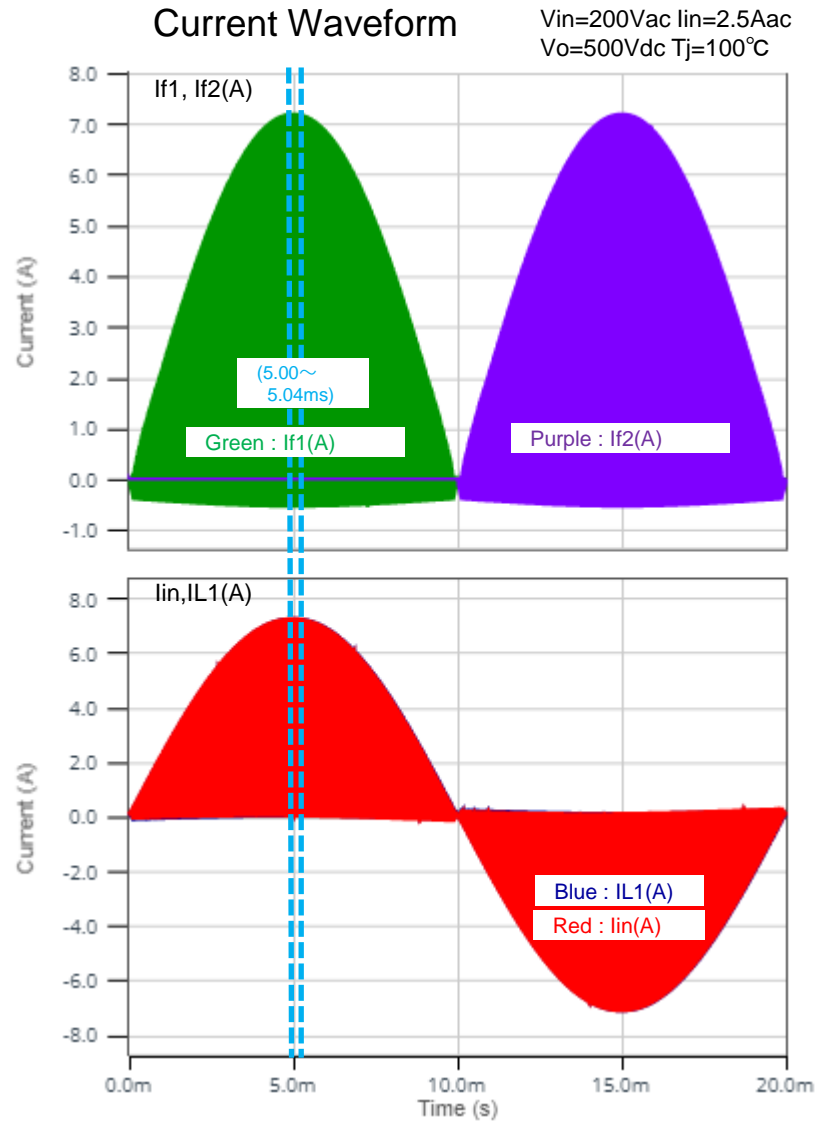 Current Waveform
Vin=200Vac Iin=2.5Aac
Vo=500Vdc Tj=100℃
If1, If2(A)
8.0
7.0
6.0
5.0
4.0
3.0
2.0
1.0
0.0
-1.0
Current (A)
(5.00～
5.04ms)
Green : If1(A)
Purple : If2(A)
Iin,IL1(A)
8.0
6.0
4.0
2.0
0.0
-2.0
-4.0
-6.0
-8.0
Current (A)
Blue : IL1(A)
Red : Iin(A)
0.0m
5.0m
10.0m
15.0m
20.0m
Time (s)